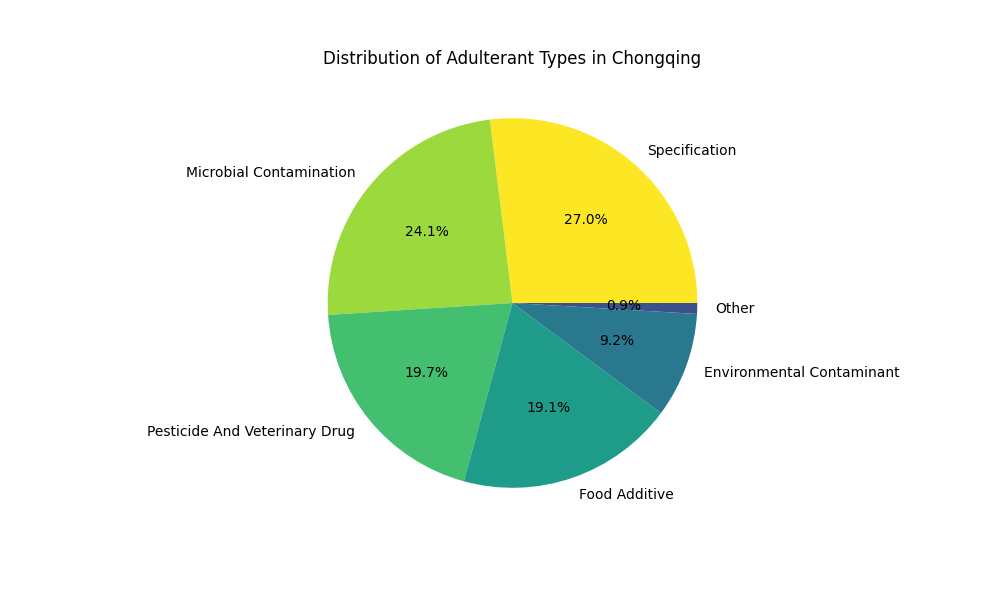 Distribution of Adulterant Types in Chongqing
Specification
Microbial Contamination
27.0%
24.1%
0.9%
Other
9.2%
Environmental Contaminant
19.7%
19.1%
Pesticide And Veterinary Drug
Food Additive